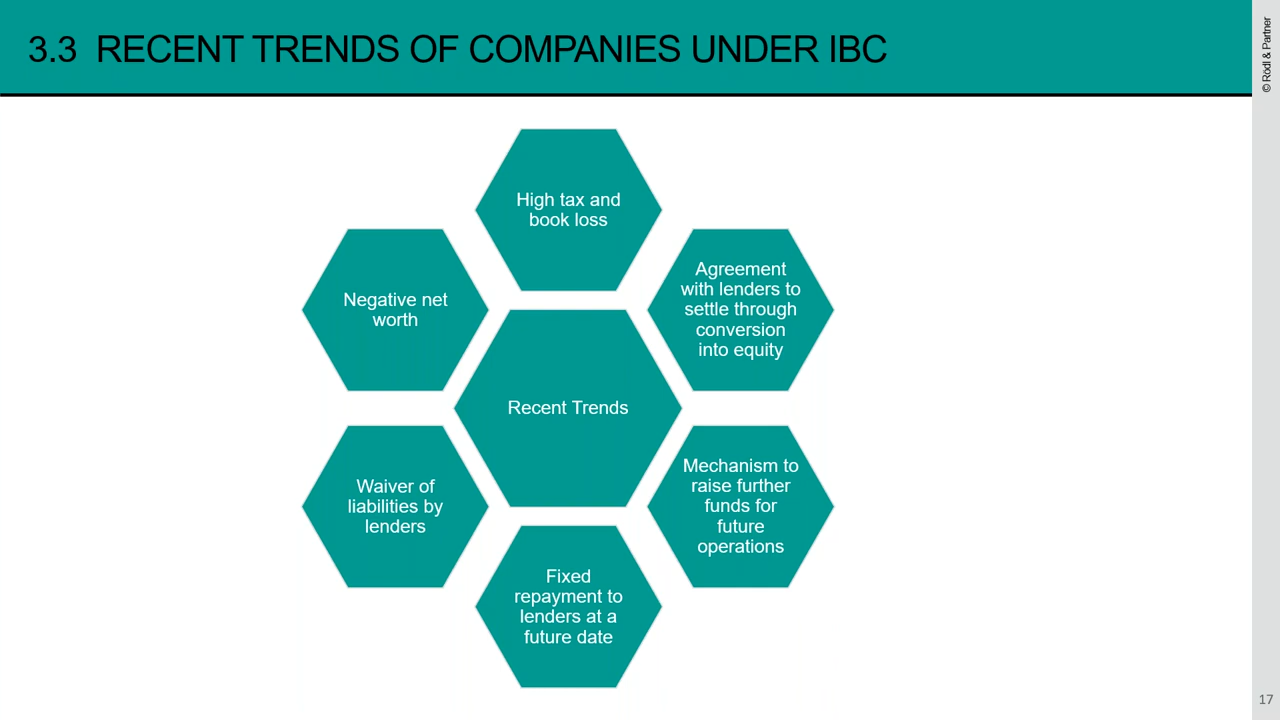 3.3 RECENT TRENDS OF COMPANIES UNDER IBC
© Rödl & Partner
High tax and
book loss
Agreement
with lenders to
settle through
conversion
into equity
Mechanism to
raise further
funds for
future
operations
Fixed
repayment to
lenders at a
future date
Waiver of
liabilities by
lenders
Negative net
worth
Recent Trends
17